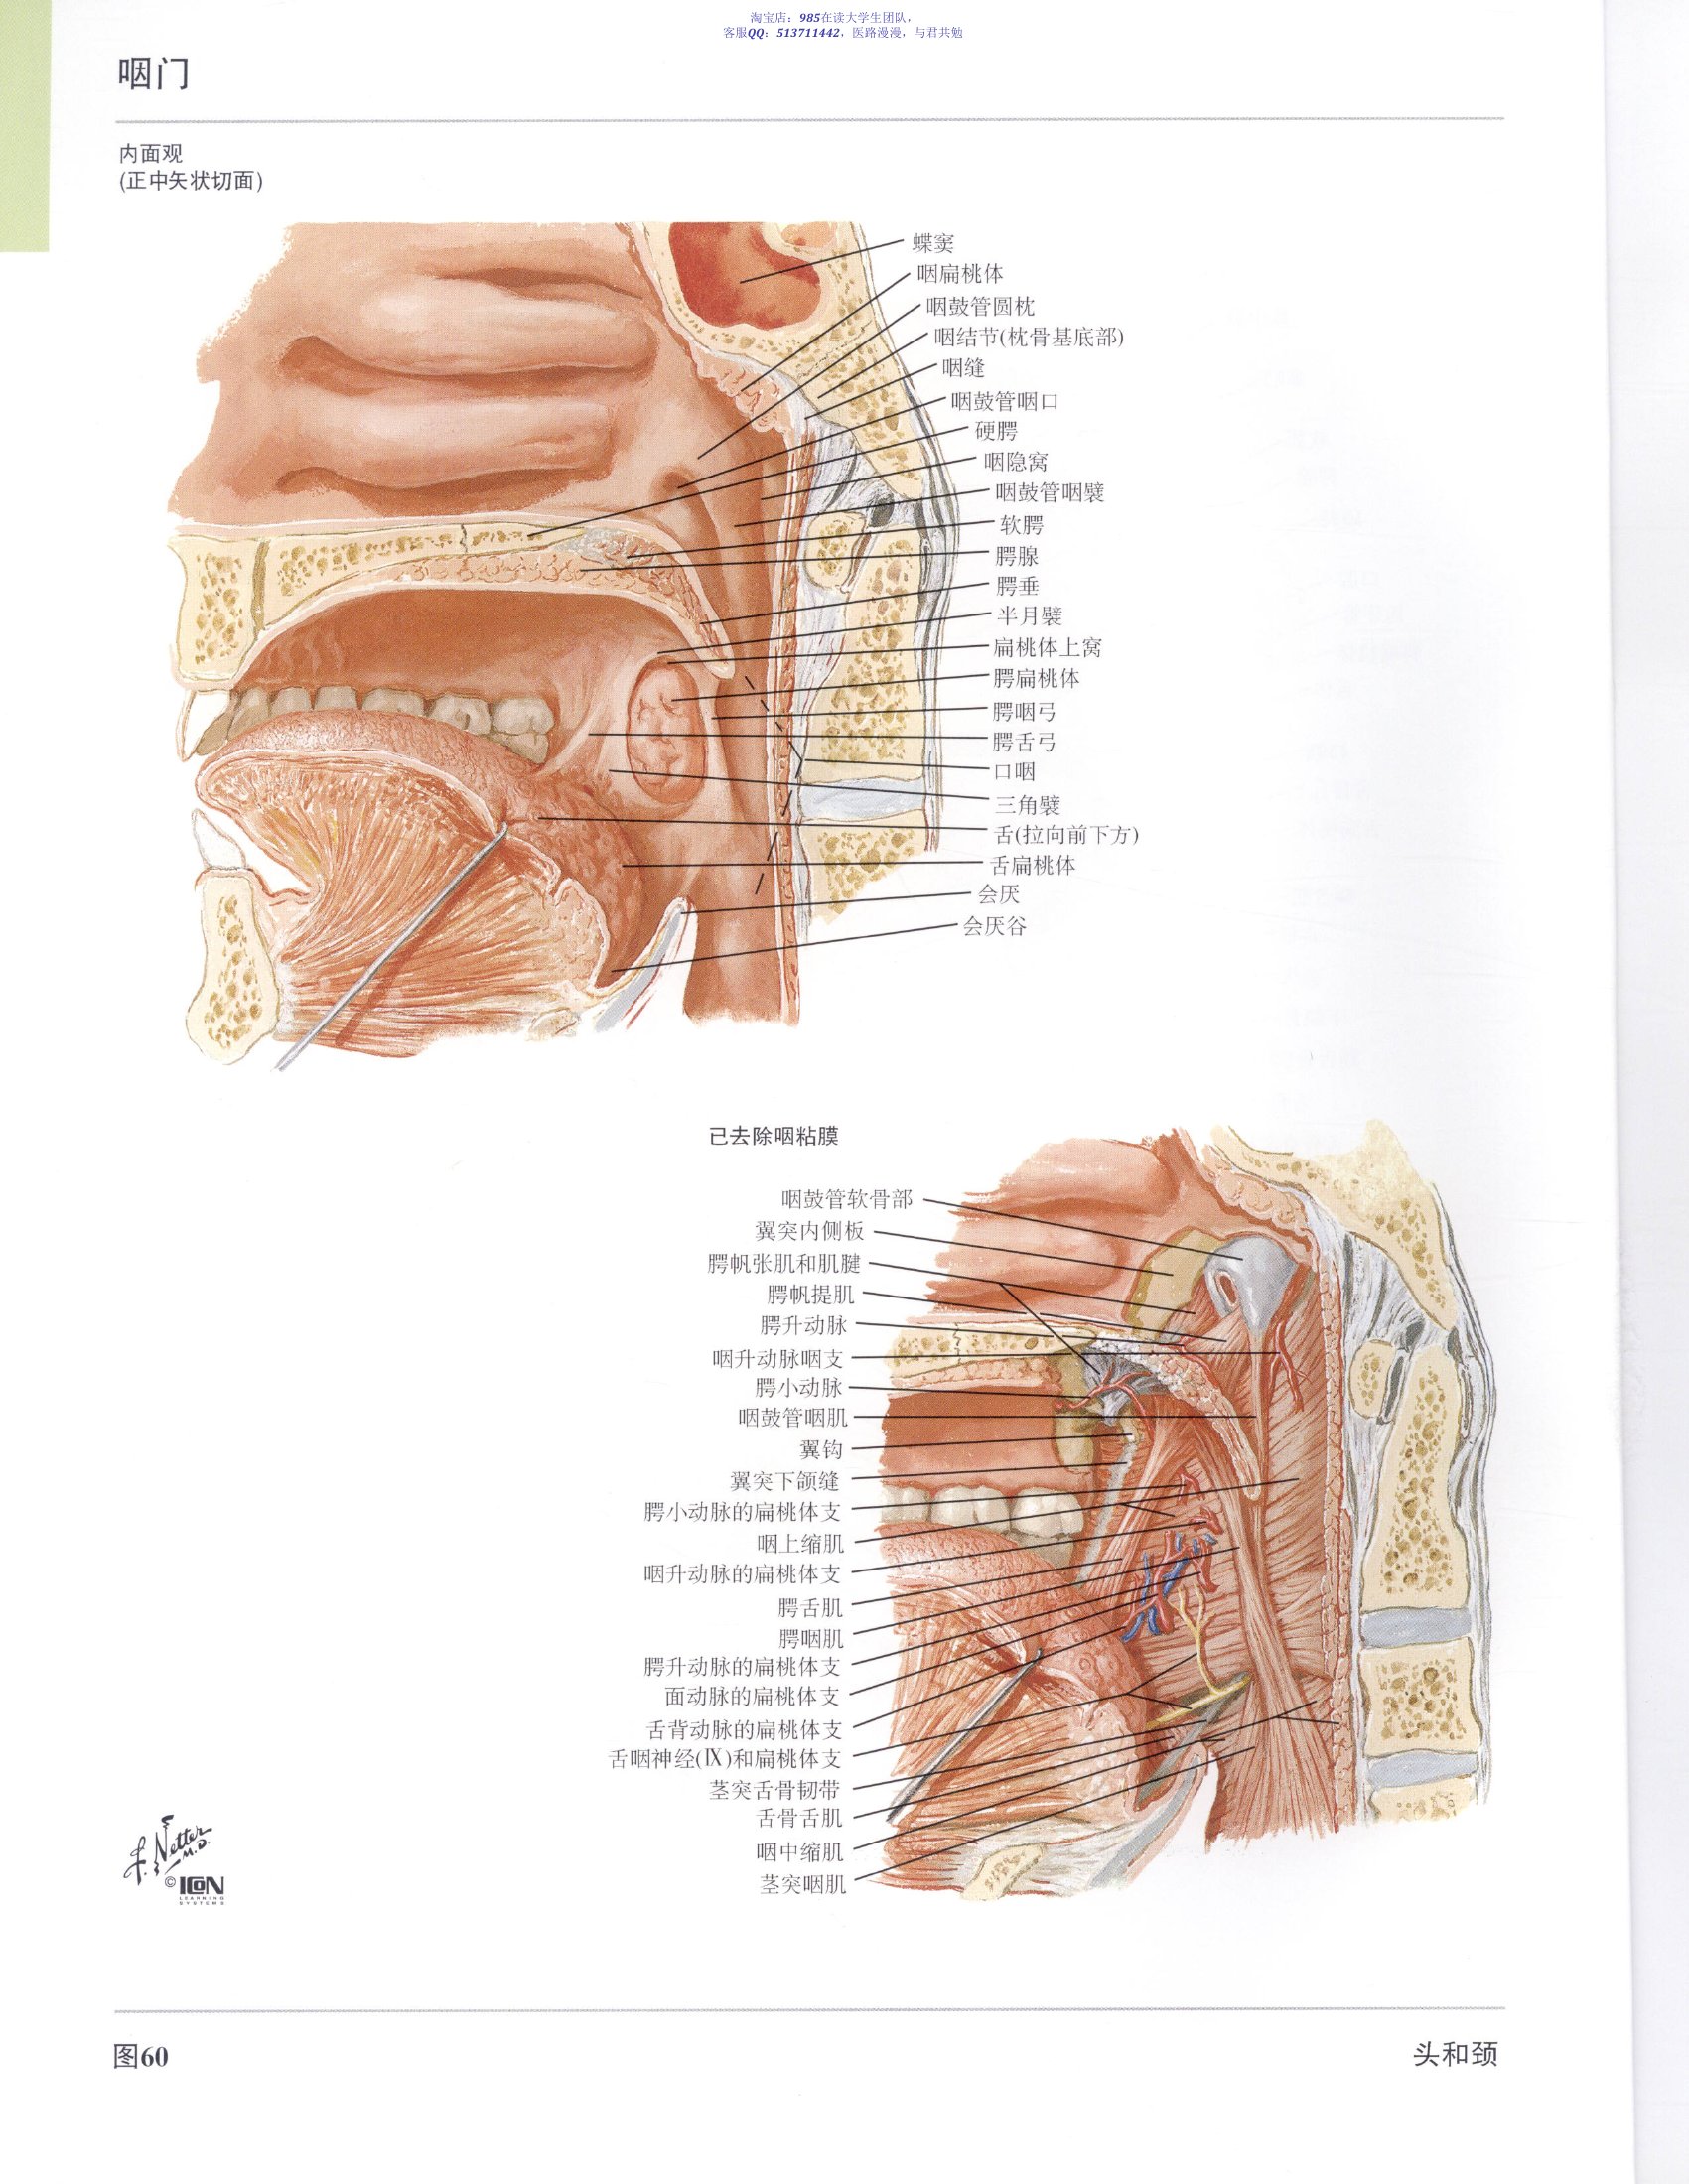 淘宝店：985在读大学生团队，
客服QQ：513711442，医路漫漫，与君共勉
咽门
内面观
(正中矢状切面)
蝶窦
咽扁桃体
咽鼓管圆枕
咽结节(枕骨基底部)
咽缝
咽鼓管咽口
硬腭
咽隐窝
咽鼓管咽襞
软腭
腭腺
腭垂
半月襞
扁桃体上窝
腭扁桃体
腭咽弓
腭舌弓
口咽
三角襞
舌(拉向前下方)
舌扁桃体
会厌
会厌谷
已去除咽粘膜
咽鼓管软骨部
翼突内侧板
腭帆张肌和肌腱
腭帆提肌
腭升动脉
咽升动脉咽支
腭小动脉
咽鼓管咽肌
翼钩
翼突下颌缝
腭小动脉的扁桃体支
咽上缩肌
咽升动脉的扁桃体支
腭舌肌
腭咽肌
腭升动脉的扁桃体支
面动脉的扁桃体支
舌背动脉的扁桃体支
舌咽神经(Ⅸ)和扁桃体支
茎突舌骨韧带
舌骨舌肌
咽中缩肌
茎突咽肌
F. Netter M.D.
© ICON
LEARNING
SYSTEMS
图60
头和颈